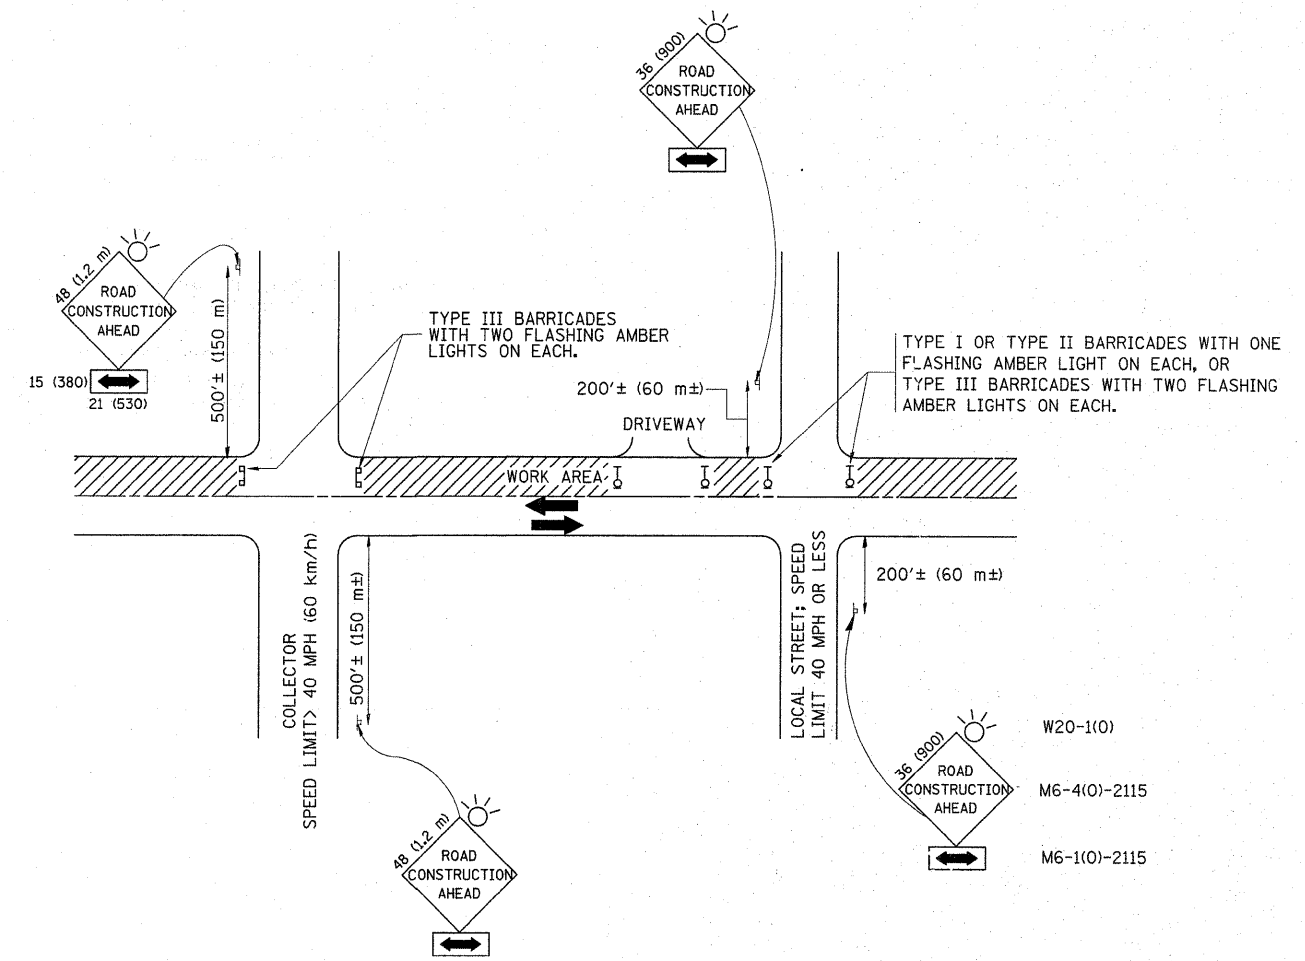 36 (900)
ROAD
CONSTRUCTION
AHEAD
48 (1.2 m)
ROAD
CONSTRUCTION
AHEAD
15 (380)
21 (530)
500'± (150 m)
TYPE III BARRICADES
WITH TWO FLASHING AMBER
LIGHTS ON EACH.
200'± (60 m±)
DRIVEWAY
TYPE I OR TYPE II BARRICADES WITH ONE
FLASHING AMBER LIGHT ON EACH, OR
TYPE III BARRICADES WITH TWO FLASHING
AMBER LIGHTS ON EACH.
WORK AREA
COLLECTOR
SPEED LIMIT> 40 MPH (60 km/h)
500'± (150 m±)
LOCAL STREET; SPEED
LIMIT 40 MPH OR LESS
200'± (60 m±)
48 (1.2 m)
ROAD
CONSTRUCTION
AHEAD
36 (900)
ROAD
CONSTRUCTION
AHEAD
W20-1(O)
M6-4(O)-2115
M6-1(O)-2115